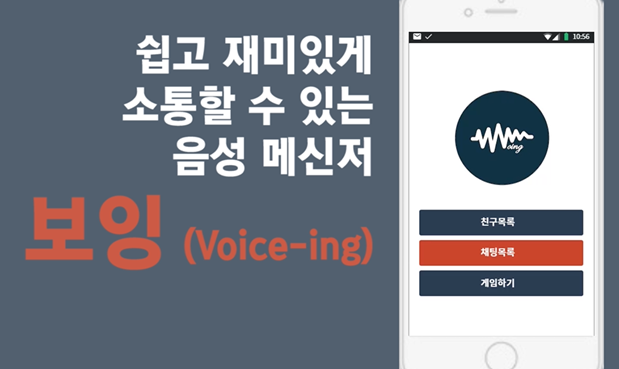 쉽고 재미있게
소통할 수 있는
음성 메신저
보잉 (Voice-ing)
10:56
oing
친구목록
채팅목록
게임하기